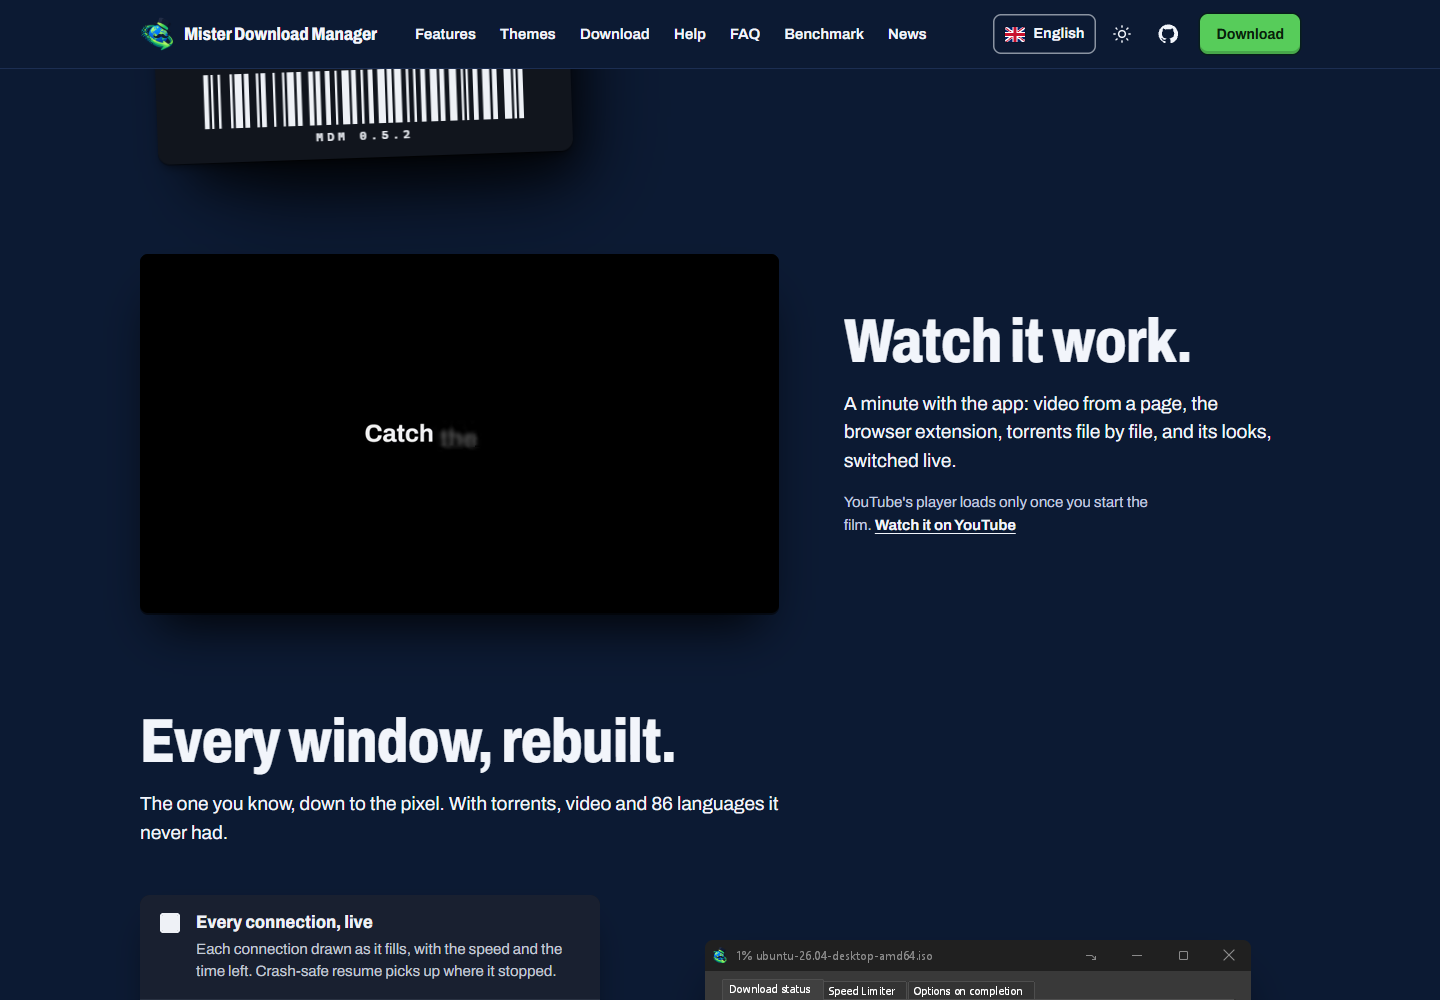 Mister Download Manager
Features
Themes
Download
Help
FAQ
Benchmark
News
English
Download
MDM 0.5.2
Catch the
Watch it work.
A minute with the app: video from a page, the
browser extension, torrents file by file, and its looks,
switched live.
YouTube's player loads only once you start the
film. Watch it on YouTube
Every window, rebuilt.
The one you know, down to the pixel. With torrents, video and 86 languages it
never had.
Every connection, live
Each connection drawn as it fills, with the speed and the
time left. Crash-safe resume picks up where it stopped.
1% ubuntu-26.04-desktop-amd64.iso
Download status
Speed Limiter
Options on completion